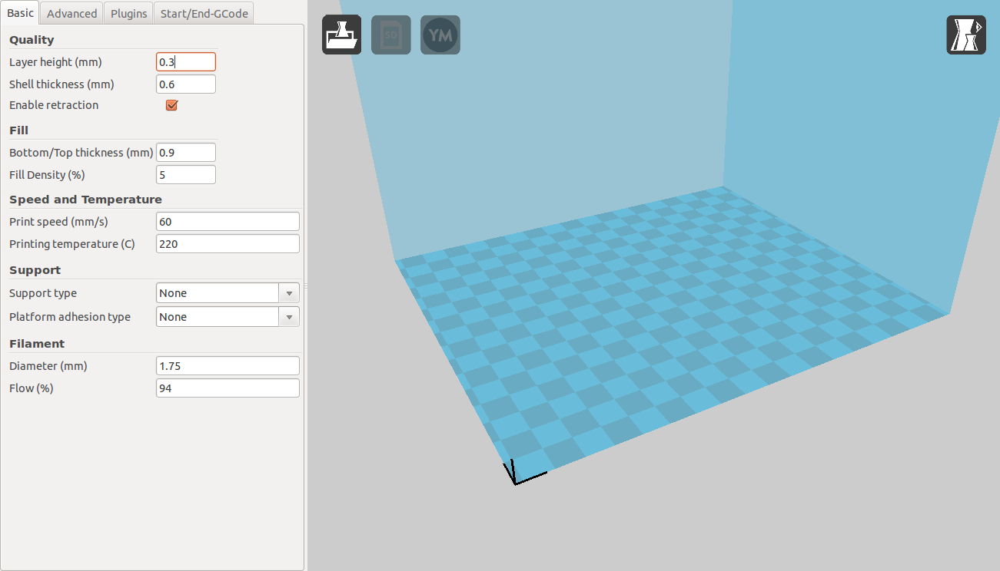 Basic Advanced Plugins Start/End-GCode
Quality
Layer height (mm) 0.3
Shell thickness (mm) 0.6
Enable retraction
Fill
Bottom/Top thickness (mm) 0.9
Fill Density (%) 5
Speed and Temperature
Print speed (mm/s) 60
Printing temperature (C) 220
Support
Support type None
Platform adhesion type None
Filament
Diameter (mm) 1.75
Flow (%) 94
SD YM